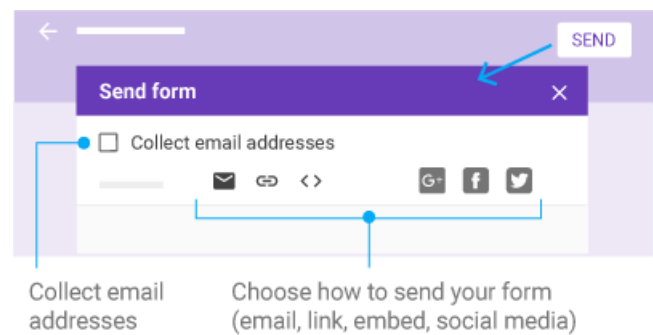 SEND
Send form
Collect email addresses
G+
Collect email
addresses
Choose how to send your form
(email, link, embed, social media)